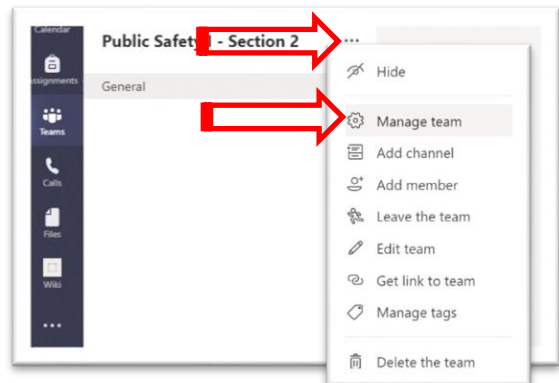 Calendar
Assignments
Teams
Calls
Files
Wiki
...
Public Safety I - Section 2
...
General
Hide
Manage team
Add channel
Add member
Leave the team
Edit team
Get link to team
Manage tags
Delete the team